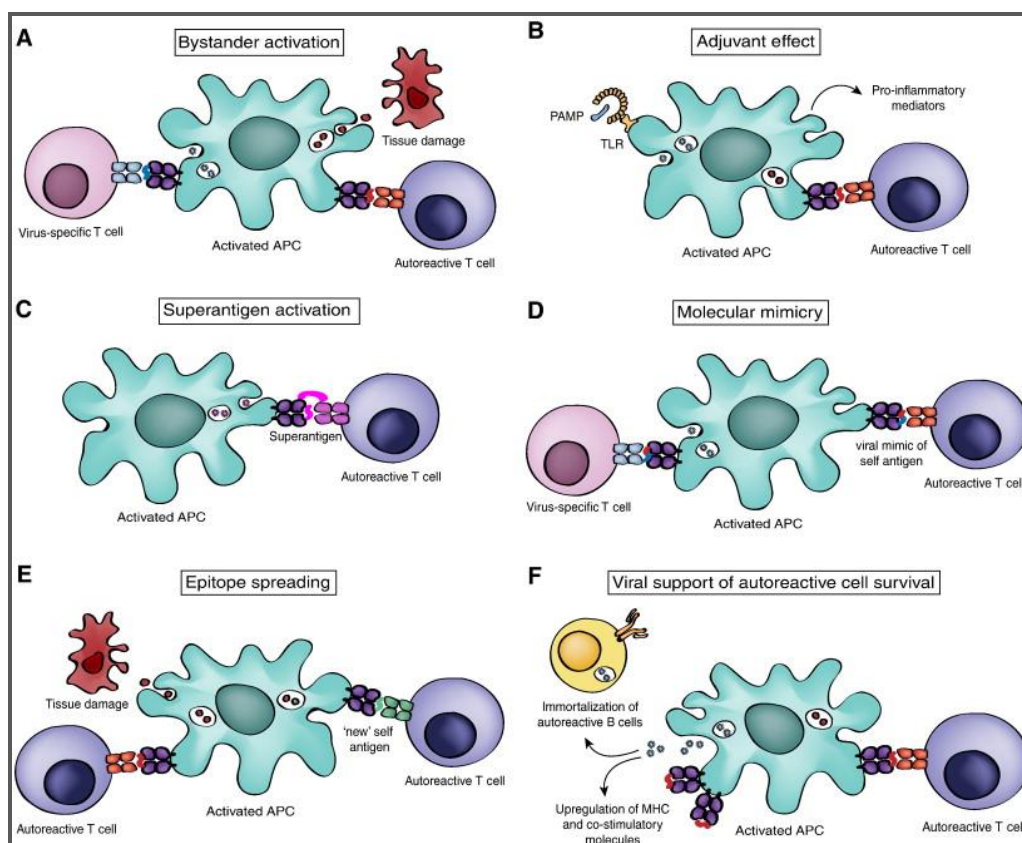 A
Bystander activation
Tissue damage
Virus-specific T cell
Activated APC
Autoreactive T cell
B
Adjuvant effect
PAMP
TLR
Pro-inflammatory
mediators
Activated APC
Autoreactive T cell
C
Superantigen activation
Superantigen
Activated APC
Autoreactive T cell
D
Molecular mimicry
viral mimic of
self antigen
Virus-specific T cell
Activated APC
Autoreactive T cell
E
Epitope spreading
Tissue damage
'new' self
antigen
Autoreactive T cell
Activated APC
Autoreactive T cell
F
Viral support of autoreactive cell survival
Immortalization of
autoreactive B cells
Upregulation of MHC
and co-stimulatory
molecules
Activated APC
Autoreactive T cell